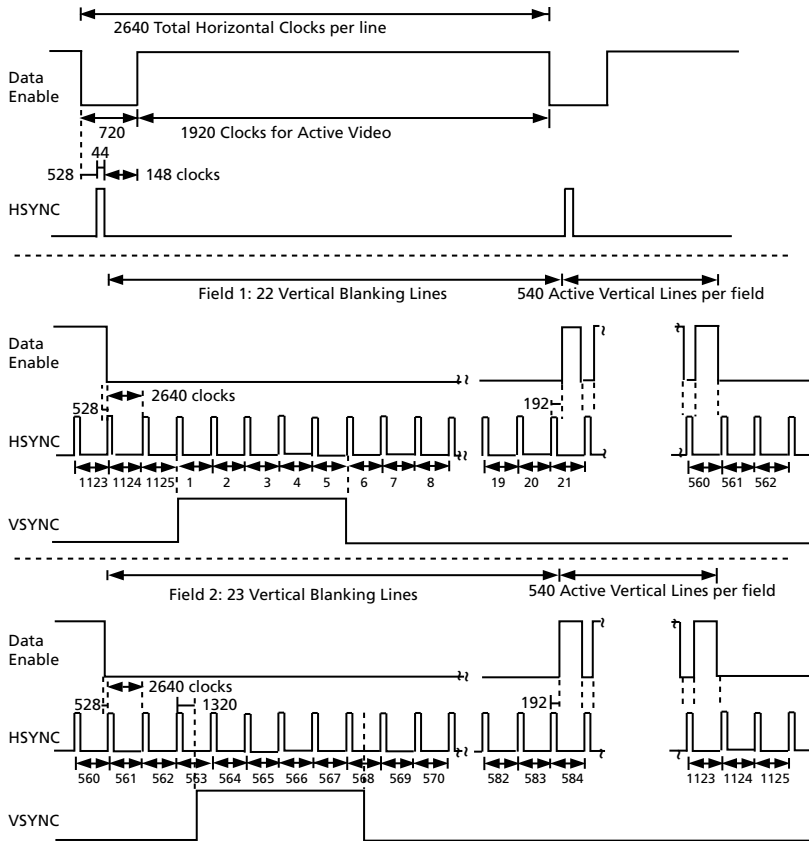 2640 Total Horizontal Clocks per line
Data
Enable
720
1920 Clocks for Active Video
44
528
148 clocks
HSYNC
Field 1: 22 Vertical Blanking Lines
540 Active Vertical Lines per field
Data
Enable
2640 clocks
528
192
HSYNC
1123 1124 1125 1 2 3 4 5 6 7 8 19 20 21 560 561 562
VSYNC
Field 2: 23 Vertical Blanking Lines
540 Active Vertical Lines per field
Data
Enable
2640 clocks
528
1320
192
HSYNC
560 561 562 563 564 565 566 567 568 569 570 582 583 584 1123 1124 1125
VSYNC